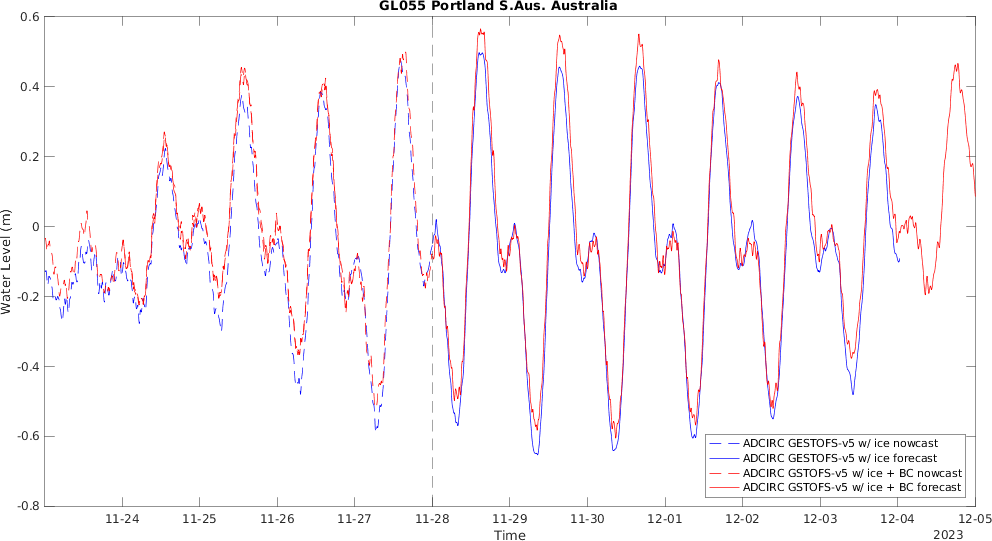 GL055 Portland S.Aus. Australia
0.6
0.4
0.2
0
-0.2
-0.4
-0.6
-0.8
Water Level (m)
ADCIRC GESTOFS-v5 w/ ice nowcast
ADCIRC GESTOFS-v5 w/ ice forecast
ADCIRC GSTOFS-v5 w/ ice + BC nowcast
ADCIRC GSTOFS-v5 w/ ice + BC forecast
11-24 11-25 11-26 11-27 11-28 11-29 11-30 12-01 12-02 12-03 12-04 12-05
Time
2023